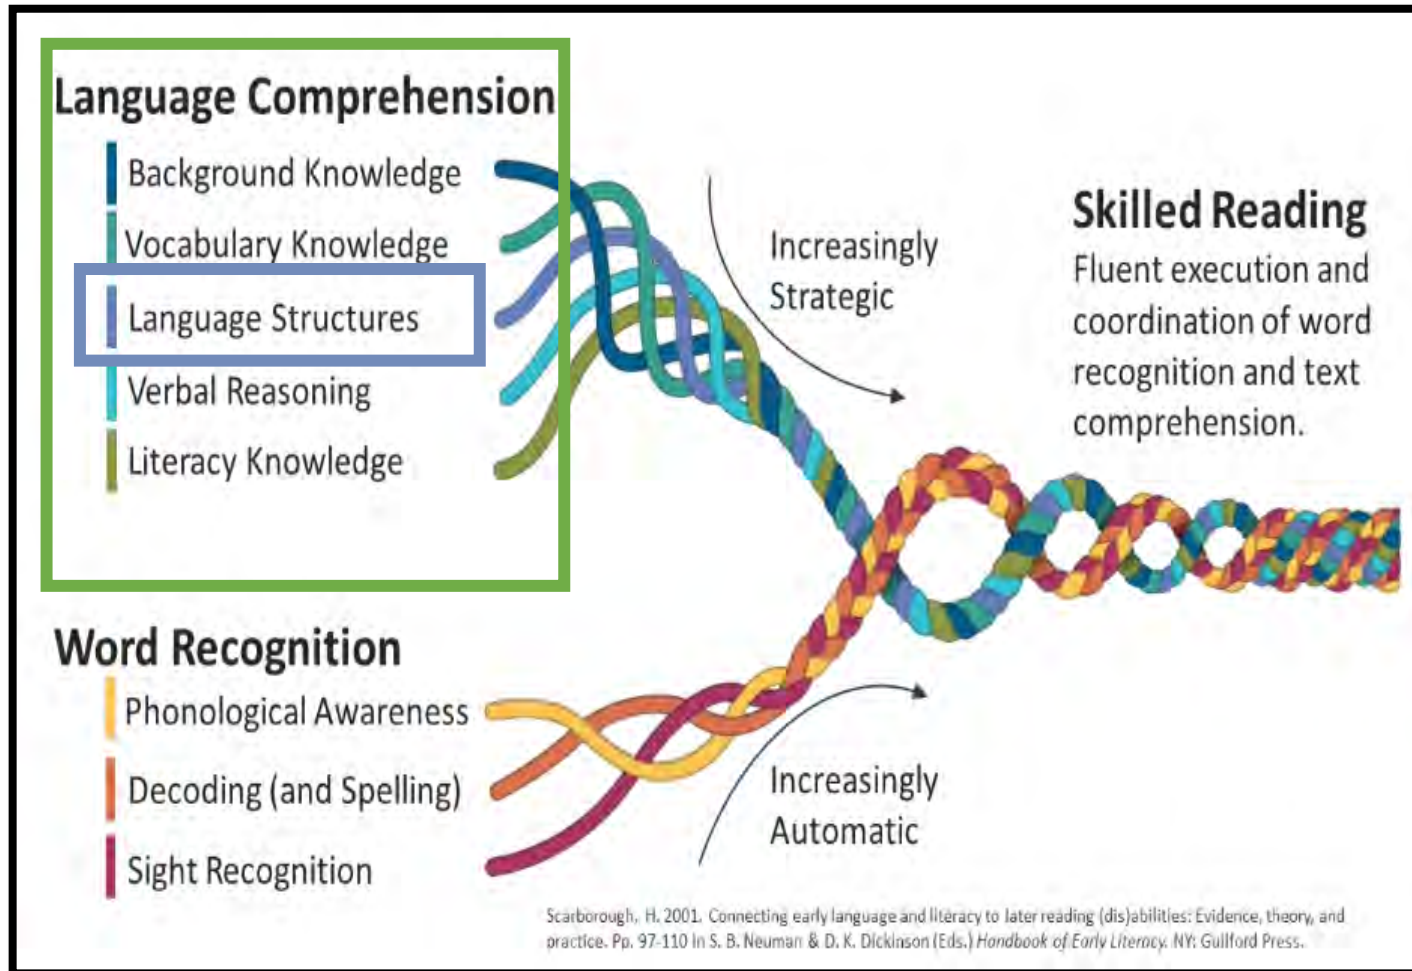 Language Comprehension
Background Knowledge
Vocabulary Knowledge
Language Structures
Verbal Reasoning
Literacy Knowledge
Increasingly
Strategic
Skilled Reading
Fluent execution and
coordination of word
recognition and text
comprehension.
Word Recognition
Phonological Awareness
Decoding (and Spelling)
Sight Recognition
Increasingly
Automatic
Scarborough, H. 2001. Connecting early language and literacy to later reading (dis)abilities: Evidence, theory, and
practice. Pp. 97-110 in S. B. Neuman & D. K. Dickinson (Eds.) Handbook of Early Literacy. NY: Guilford Press.